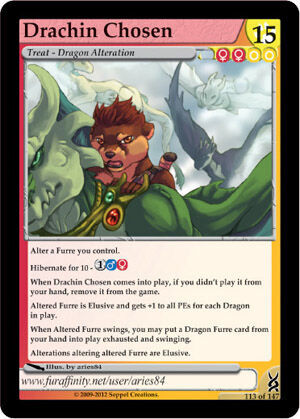 Drachin Chosen
15
Treat - Dragon Alteration
Alter a Furre you control.
Hibernate for 10 - 1♂♀
When Drachin Chosen comes into play, if you didn't play it from
your hand, remove it from the game.
Altered Furre is Elusive and gets +1 to all PEs for each Dragon
in play.
When Altered Furre swings, you may put a Dragon Furre card from
your hand into play exhausted and swinging.
Alterations altering altered Furre are Elusive.
Illus. by aries84
www.furaffinity.net/user/aries84
113 of 147
© 2009-2012 Seppel Creations.